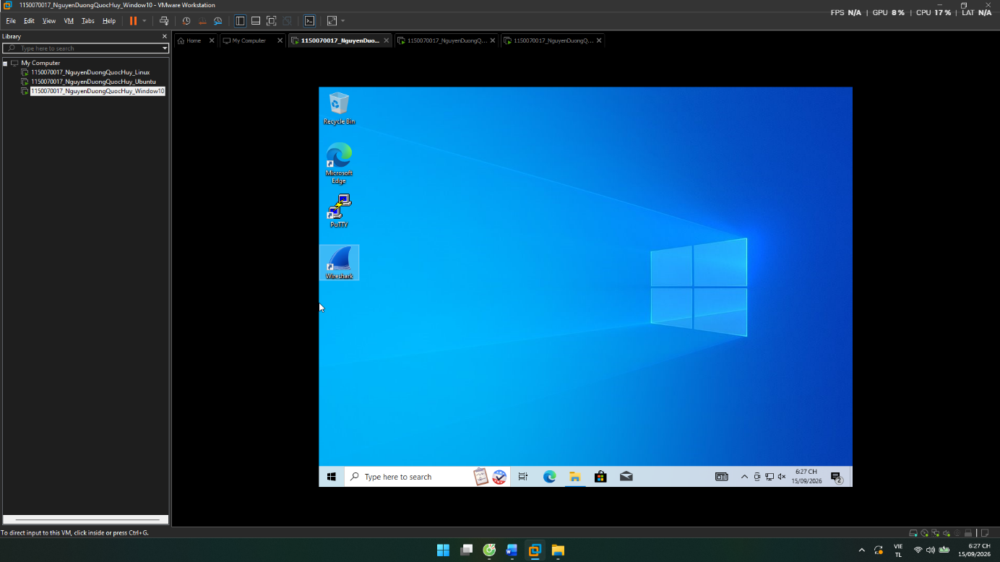 1150070017_NguyenDuongQuocHuy_Window10 - VMware Workstation
FPS N/A | GPU 8 % | CPU 17 % | LAT N/A
File Edit View VM Tabs Help
Library
Type here to search
My Computer
1150070017_NguyenDuongQuocHuy_Linux
1150070017_NguyenDuongQuocHuy_Ubuntu
1150070017_NguyenDuongQuocHuy_Window10
Home
My Computer
1150070017_NguyenDuo...
1150070017_NguyenDuongQ...
1150070017_NguyenDuongQ...
Recycle Bin
Microsoft
Edge
PuTTY
Wireshark
Type here to search
6:27 CH
15/09/2026
2
To direct input to this VM, click inside or press Ctrl+G.
VIE
TL
6:27 CH
15/09/2026